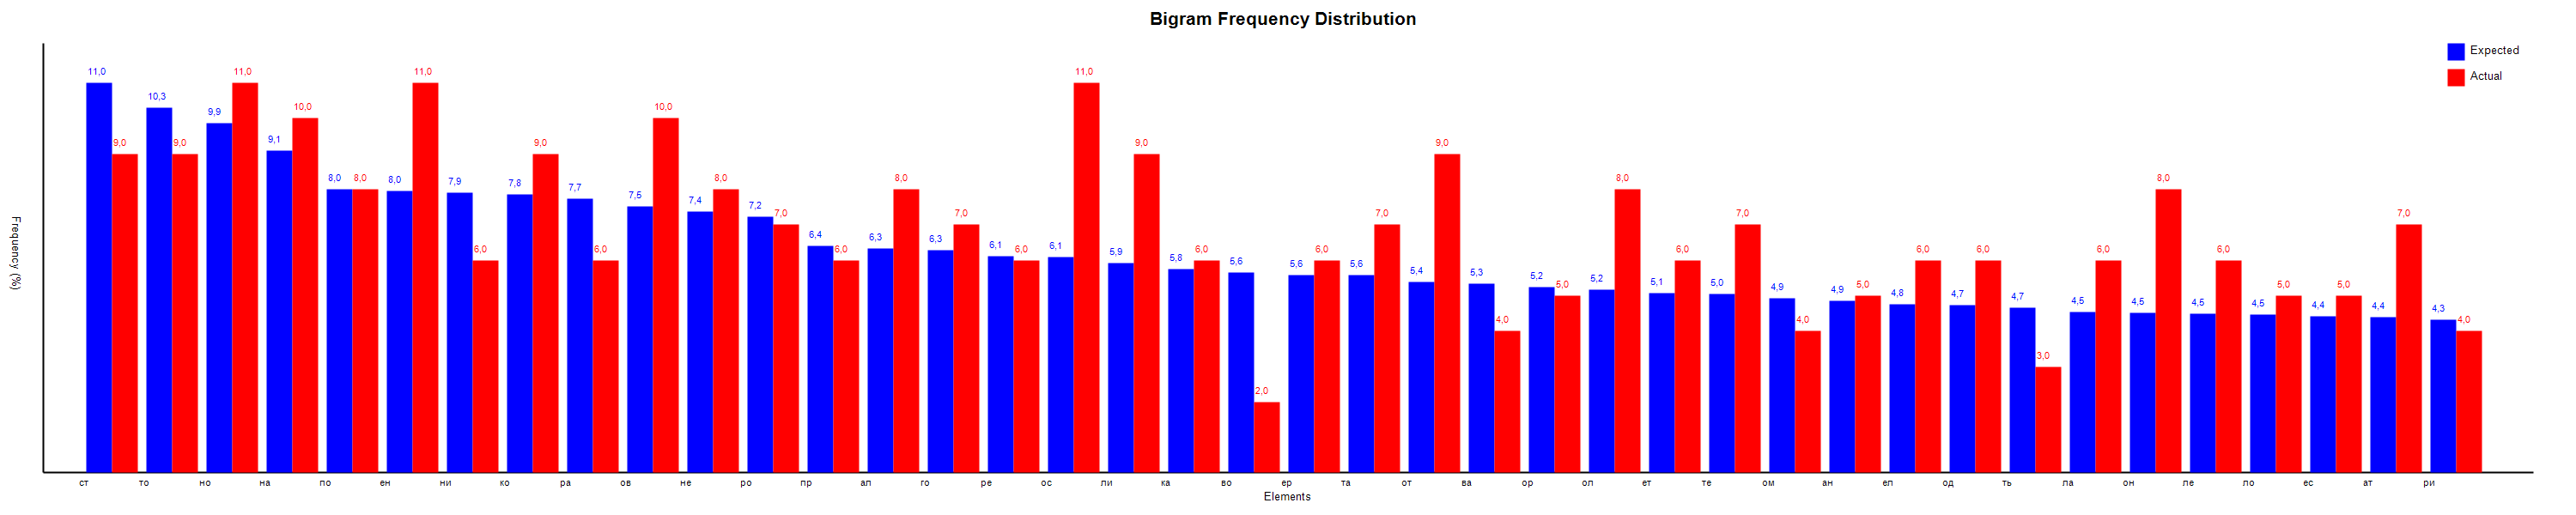 Bigram Frequency Distribution
Expected
Actual
Frequency (%)
11,0 9,0 10,3 9,0 9,9 11,0 9,1 10,0 8,0 8,0 8,0 11,0 7,9 6,0 7,8 9,0 7,7 6,0 7,5 10,0 7,4 8,0 7,2 7,0 6,4 6,0 6,3 8,0 6,3 7,0 6,1 6,0 6,1 11,0 5,9 9,0 5,8 6,0 5,6 2,0 5,6 6,0 5,6 7,0 5,4 9,0 5,3 4,0 5,2 5,0 5,2 8,0 5,1 6,0 5,0 7,0 4,9 4,0 4,9 5,0 4,8 6,0 4,7 6,0 4,7 3,0 4,5 6,0 4,5 8,0 4,5 6,0 4,5 5,0 4,4 5,0 4,4 7,0 4,3 4,0
ст то но на по ен ни ко ра ов не ро пр ал го ре ос ли ка во ер та от ва ор ол ет те ом ан ел од ть ла он ле ло ес ат ри
Elements